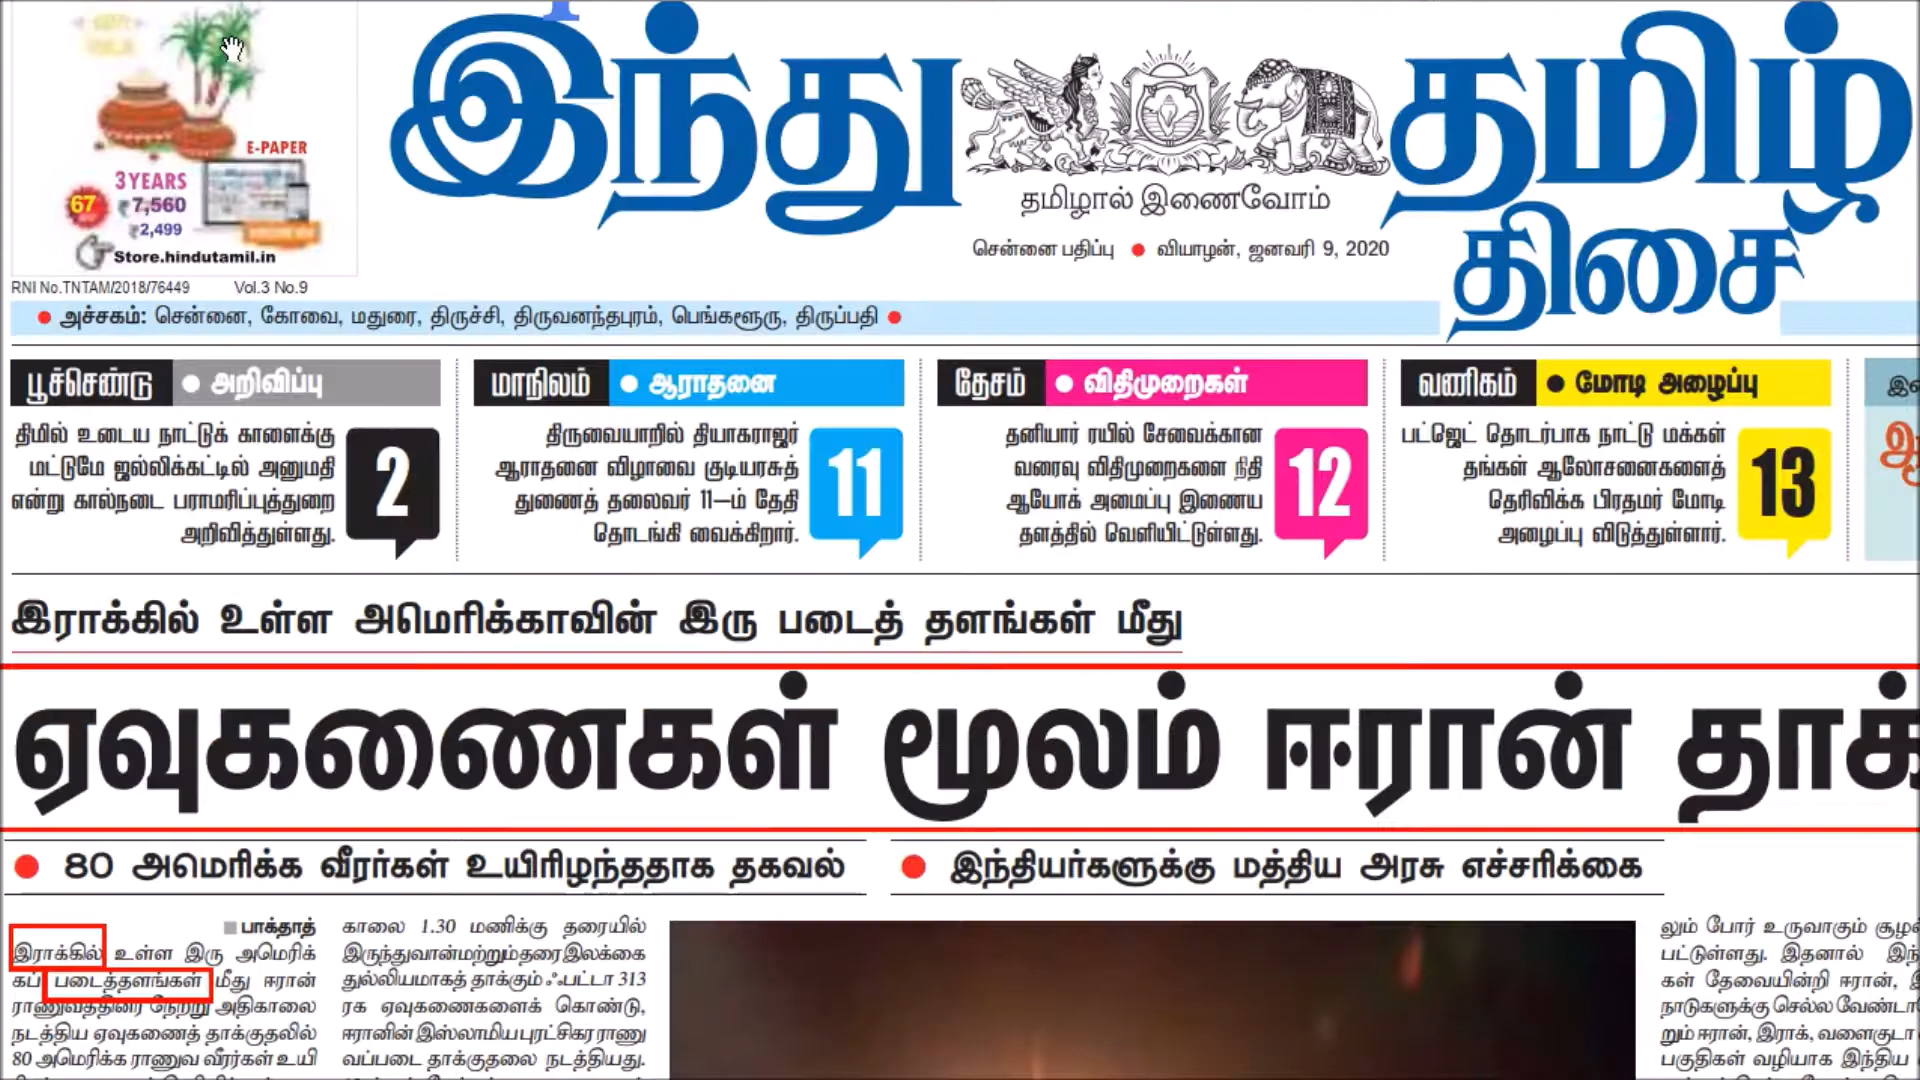 இந்து தமிழ் திசை
தமிழால் இணைவோம்
சென்னை பதிப்பு ● வியாழன், ஜனவரி 9, 2020
E-PAPER
3 YEARS
67
₹7,560
₹2,499
Store.hindutamil.in
RNI No.TNTAM/2018/76449 Vol.3 No.9
● அச்சகம்: சென்னை, கோவை, மதுரை, திருச்சி, திருவனந்தபுரம், பெங்களூரு, திருப்பதி ●
பூச்செண்டு ● அறிவிப்பு
திமில் உடைய நாட்டுக் காளைக்கு
மட்டுமே ஜல்லிக்கட்டில் அனுமதி
என்று கால்நடை பராமரிப்புத்துறை
அறிவித்துள்ளது.
2
மாநிலம் ● ஆராதனை
திருவையாறில் தியாகராஜர்
ஆராதனை விழாவை குடியரசுத்
துணைத் தலைவர் 11–ம் தேதி
தொடங்கி வைக்கிறார்.
11
தேசம் ● விதிமுறைகள்
தனியார் ரயில் சேவைக்கான
வரைவு விதிமுறைகளை நிதி
ஆயோக் அமைப்பு இணைய
தளத்தில் வெளியிட்டுள்ளது.
12
வணிகம் ● மோடி அழைப்பு
பட்ஜெட் தொடர்பாக நாட்டு மக்கள்
தங்கள் ஆலோசனைகளைத்
தெரிவிக்க பிரதமர் மோடி
அழைப்பு விடுத்துள்ளார்.
13
இராக்கில் உள்ள அமெரிக்காவின் இரு படைத் தளங்கள் மீது
ஏவுகணைகள் மூலம் ஈரான் தாக்
● 80 அமெரிக்க வீரர்கள் உயிரிழந்ததாக தகவல்
● இந்தியர்களுக்கு மத்திய அரசு எச்சரிக்கை
■ பாக்தாத்
இராக்கில் உள்ள இரு அமெரிக்
கப் படைத்தளங்கள் மீது ஈரான்
ராணுவத்தினர் நேற்று அதிகாலை
நடத்திய ஏவுகணைத் தாக்குதலில்
80 அமெரிக்க ராணுவ வீரர்கள் உயி
காலை 1.30 மணிக்கு தரையில்
இருந்து வான் மற்றும் தரை இலக்கை
துல்லியமாகத் தாக்கும் ஃபட்டா 313
ரக ஏவுகணைகளைக் கொண்டு,
ஈரானின் இஸ்லாமிய புரட்சிகர ராணு
வப்படை தாக்குதலை நடத்தியது.
லும் போர் உருவாகும் சூழ
பட்டுள்ளது. இதனால் இந்
கள் தேவையின்றி ஈரான்,
நாடுகளுக்கு செல்ல வேண்டா
றும் ஈரான், இராக், வளைகுடா
பகுதிகள் வழியாக இந்திய